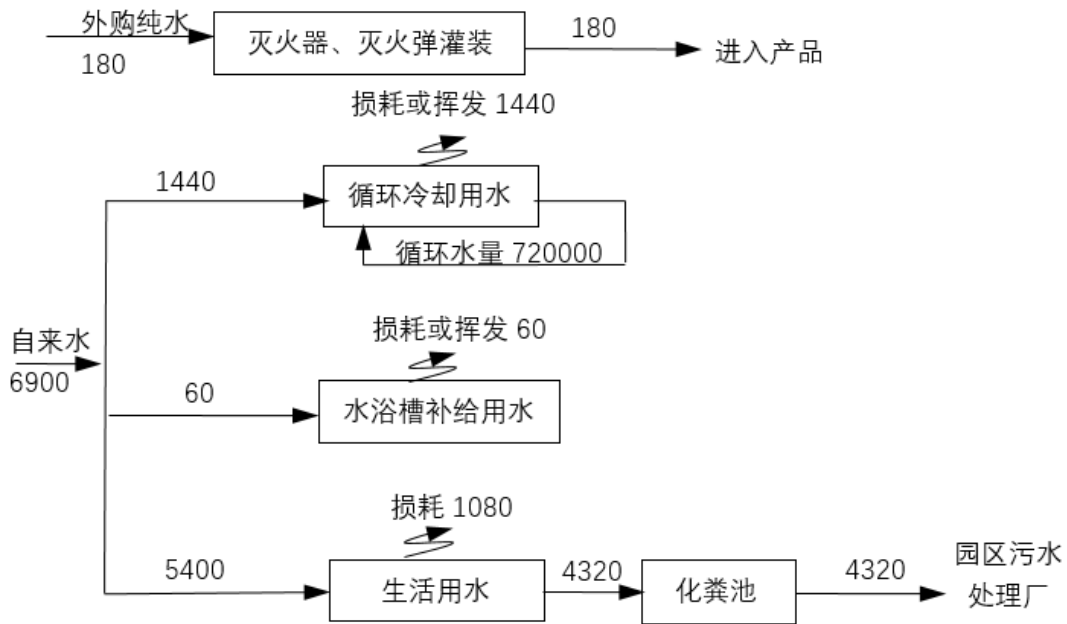 外购纯水
180
灭火器、灭火弹灌装
180
进入产品
损耗或挥发 1440
1440
循环冷却用水
循环水量 720000
自来水
6900
损耗或挥发 60
60
水浴槽补给用水
损耗 1080
5400
生活用水
4320
化粪池
4320
园区污水
处理厂